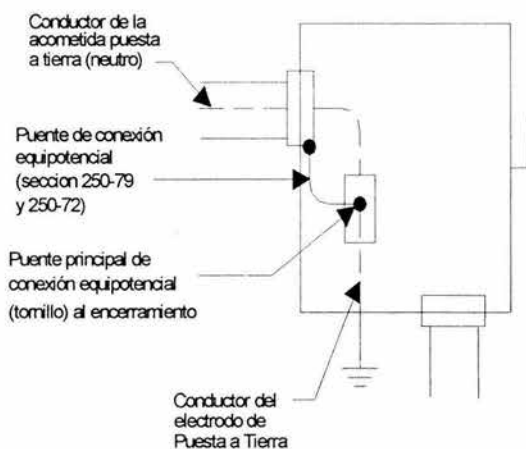 Conductor de la
acometida puesta
a tierra (neutro)
Puente de conexión
equipotencial
(seccion 250-79
y 250-72)
Puente principal de
conexión equipotencial
(tornillo) al encerramiento
Conductor del
electrodo de
Puesta a Tierra